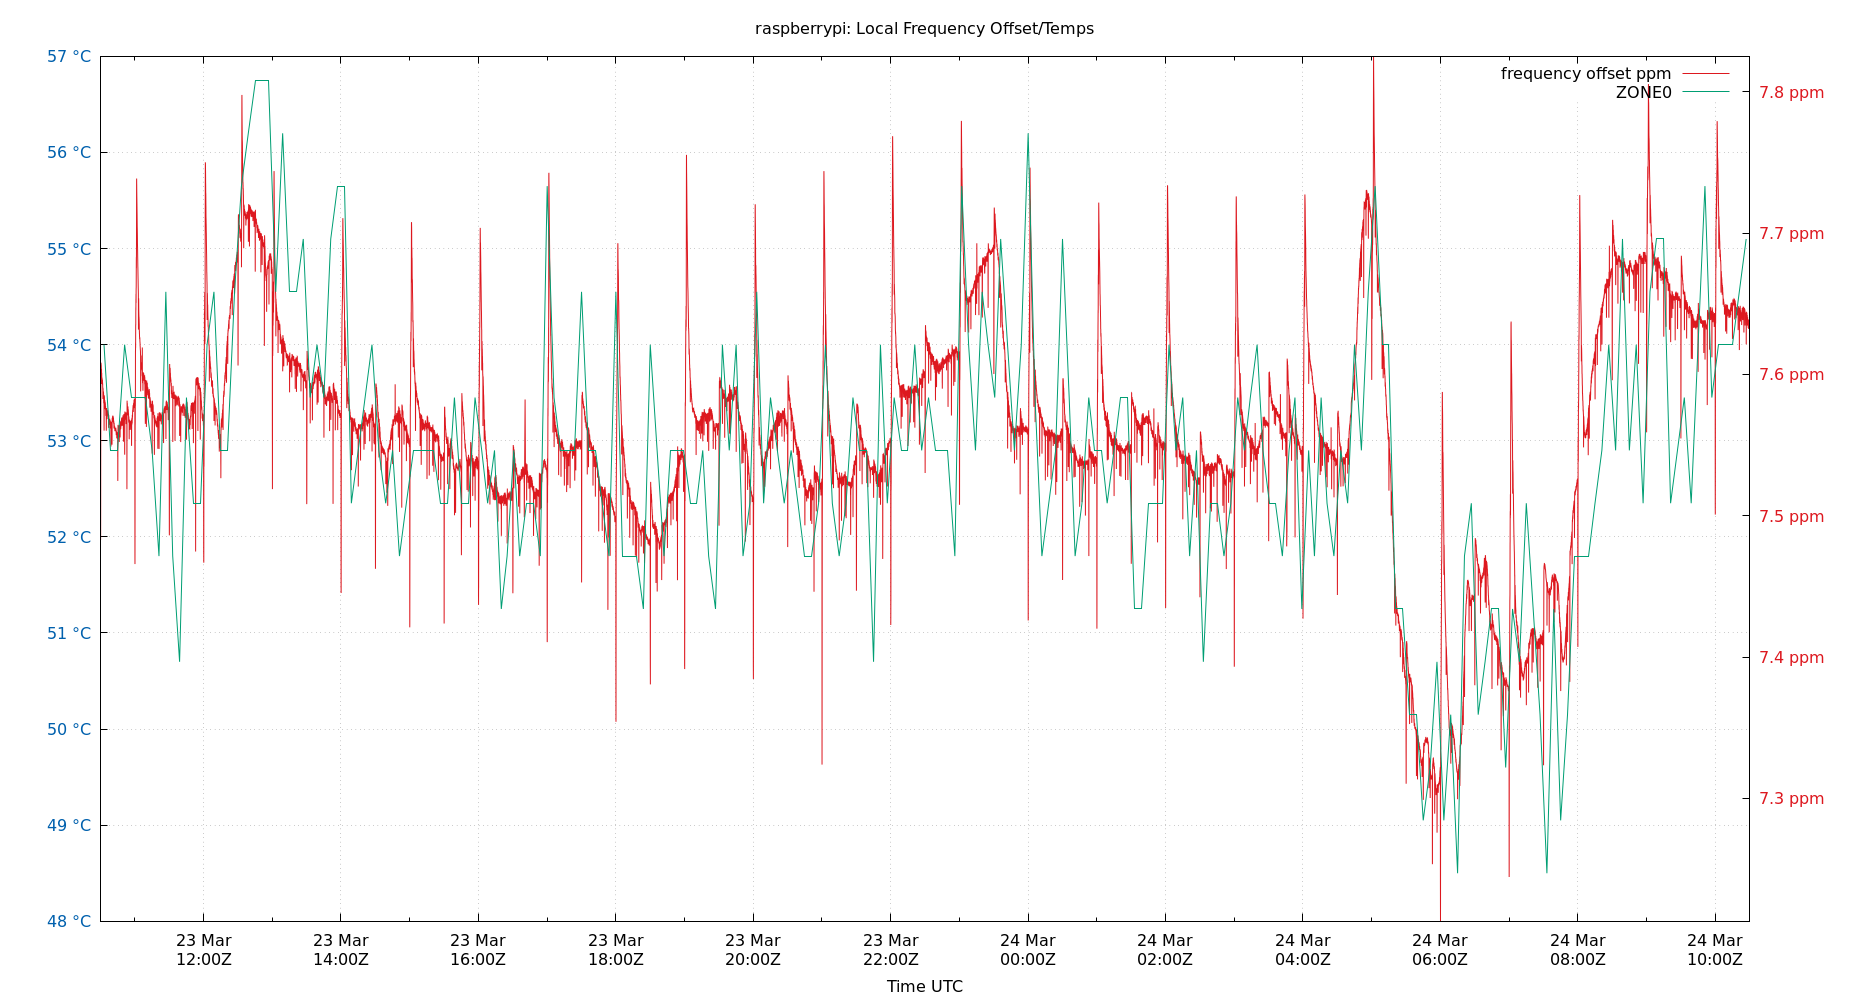 raspberrypi: Local Frequency Offset/Temps
57 °C
56 °C
55 °C
54 °C
53 °C
52 °C
51 °C
50 °C
49 °C
48 °C
frequency offset ppm
ZONE0
7.8 ppm
7.7 ppm
7.6 ppm
7.5 ppm
7.4 ppm
7.3 ppm
23 Mar
12:00Z
23 Mar
14:00Z
23 Mar
16:00Z
23 Mar
18:00Z
23 Mar
20:00Z
23 Mar
22:00Z
24 Mar
00:00Z
24 Mar
02:00Z
24 Mar
04:00Z
24 Mar
06:00Z
24 Mar
08:00Z
24 Mar
10:00Z
Time UTC